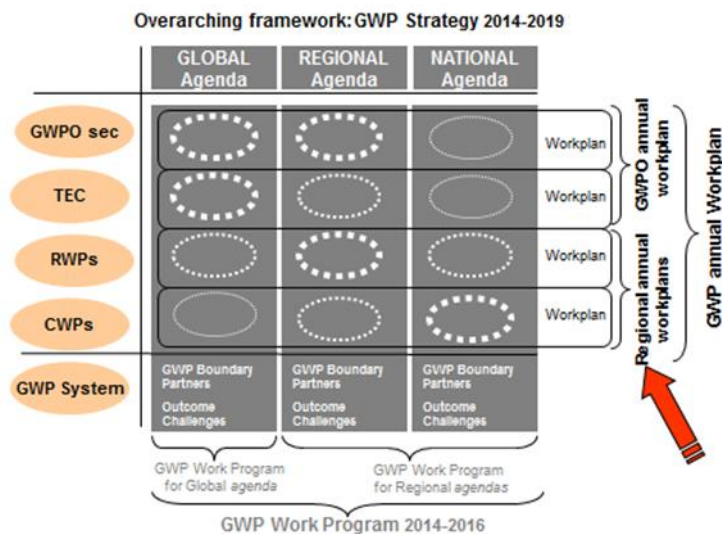 Overarching framework: GWP Strategy 2014-2019
GLOBAL
Agenda
REGIONAL
Agenda
NATIONAL
Agenda
GWPO sec
Workplan
TEC
Workplan
RWPs
Workplan
CWPs
Workplan
GWPO annual
workplan
Regional annual
workplans
GWP annual Workplan
GWP System
GWP Boundary
Partners
Outcome
Challenges
GWP Boundary
Partners
Outcome
Challenges
GWP Boundary
Partners
Outcome
Challenges
GWP Work Program
for Global agenda
GWP Work Program
for Regional agendas
GWP Work Program 2014-2016